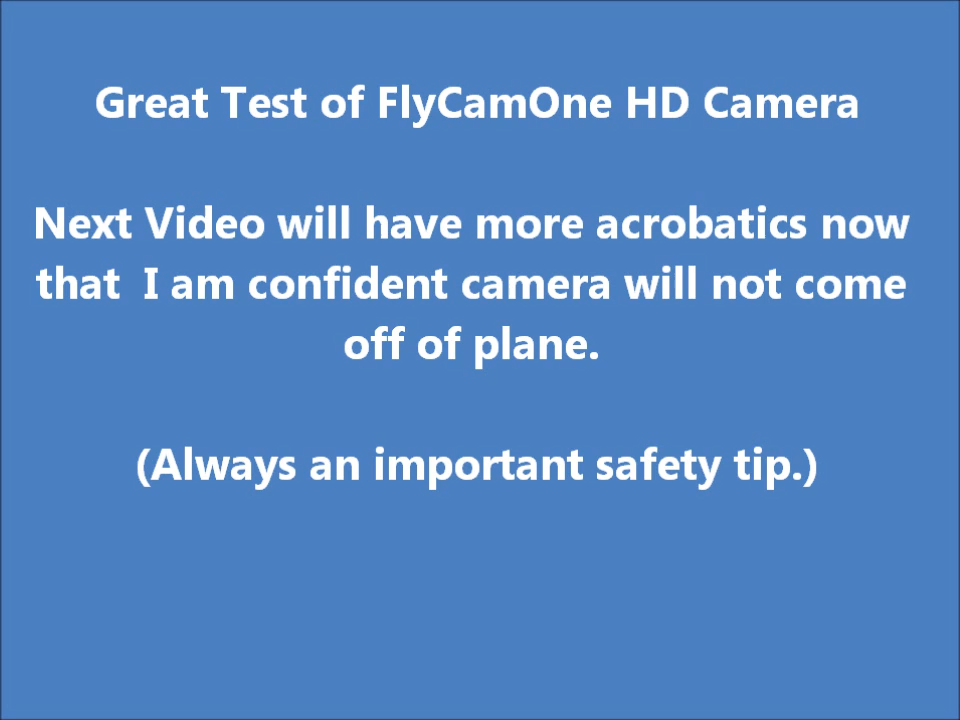 Great Test of FlyCamOne HD Camera
Next Video will have more acrobatics now
that  I am confident camera will not come
off of plane.
(Always an important safety tip.)